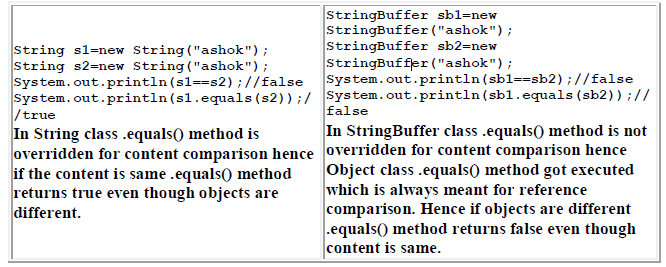 String s1=new String("ashok");
String s2=new String("ashok");
System.out.println(s1==s2);//false
System.out.println(s1.equals(s2));/
/true
In String class .equals() method is
overridden for content comparison hence
if the content is same .equals() method
returns true even though objects are
different.
StringBuffer sb1=new
StringBuffer("ashok");
StringBuffer sb2=new
StringBuffer("ashok");
System.out.println(sb1==sb2);//false
System.out.println(sb1.equals(sb2));//
false
In StringBuffer class .equals() method is not
overridden for content comparison hence
Object class .equals() method got executed
which is always meant for reference
comparison. Hence if objects are different
.equals() method returns false even though
content is same.